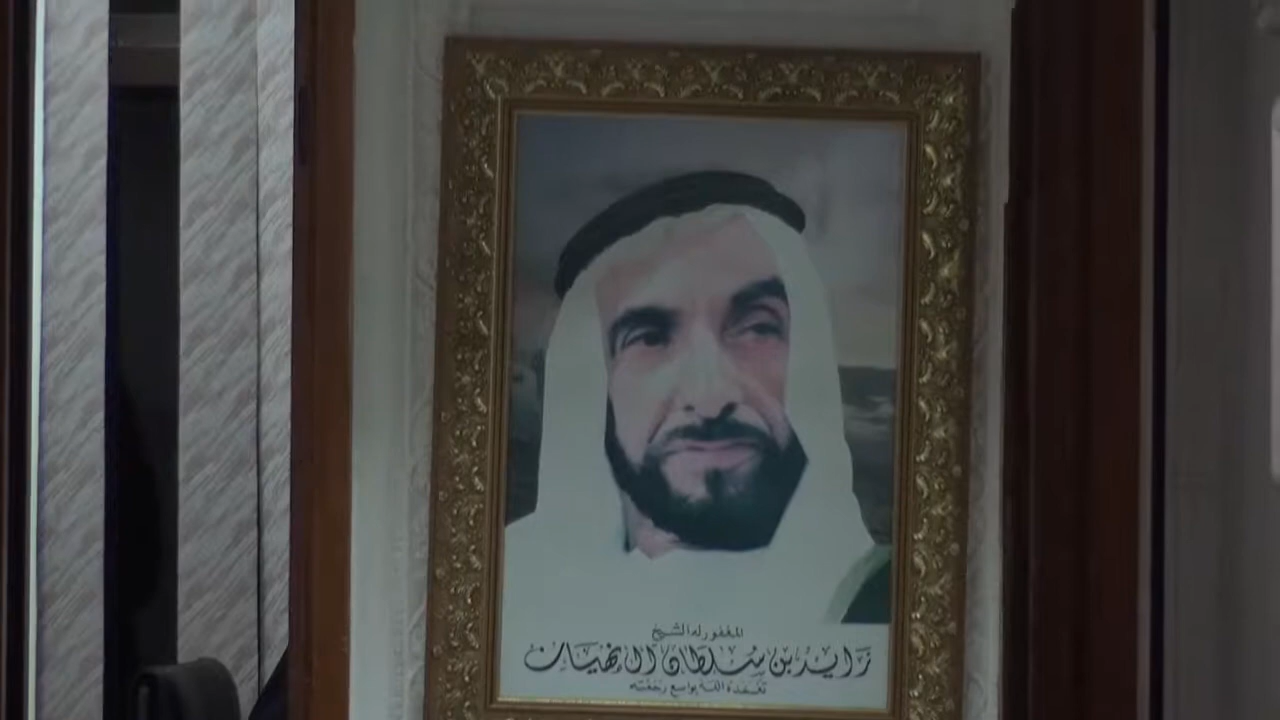 المغفور له الشيخ
زايد بن سلطان آل نهيان
تغمده الله بواسع رحمته